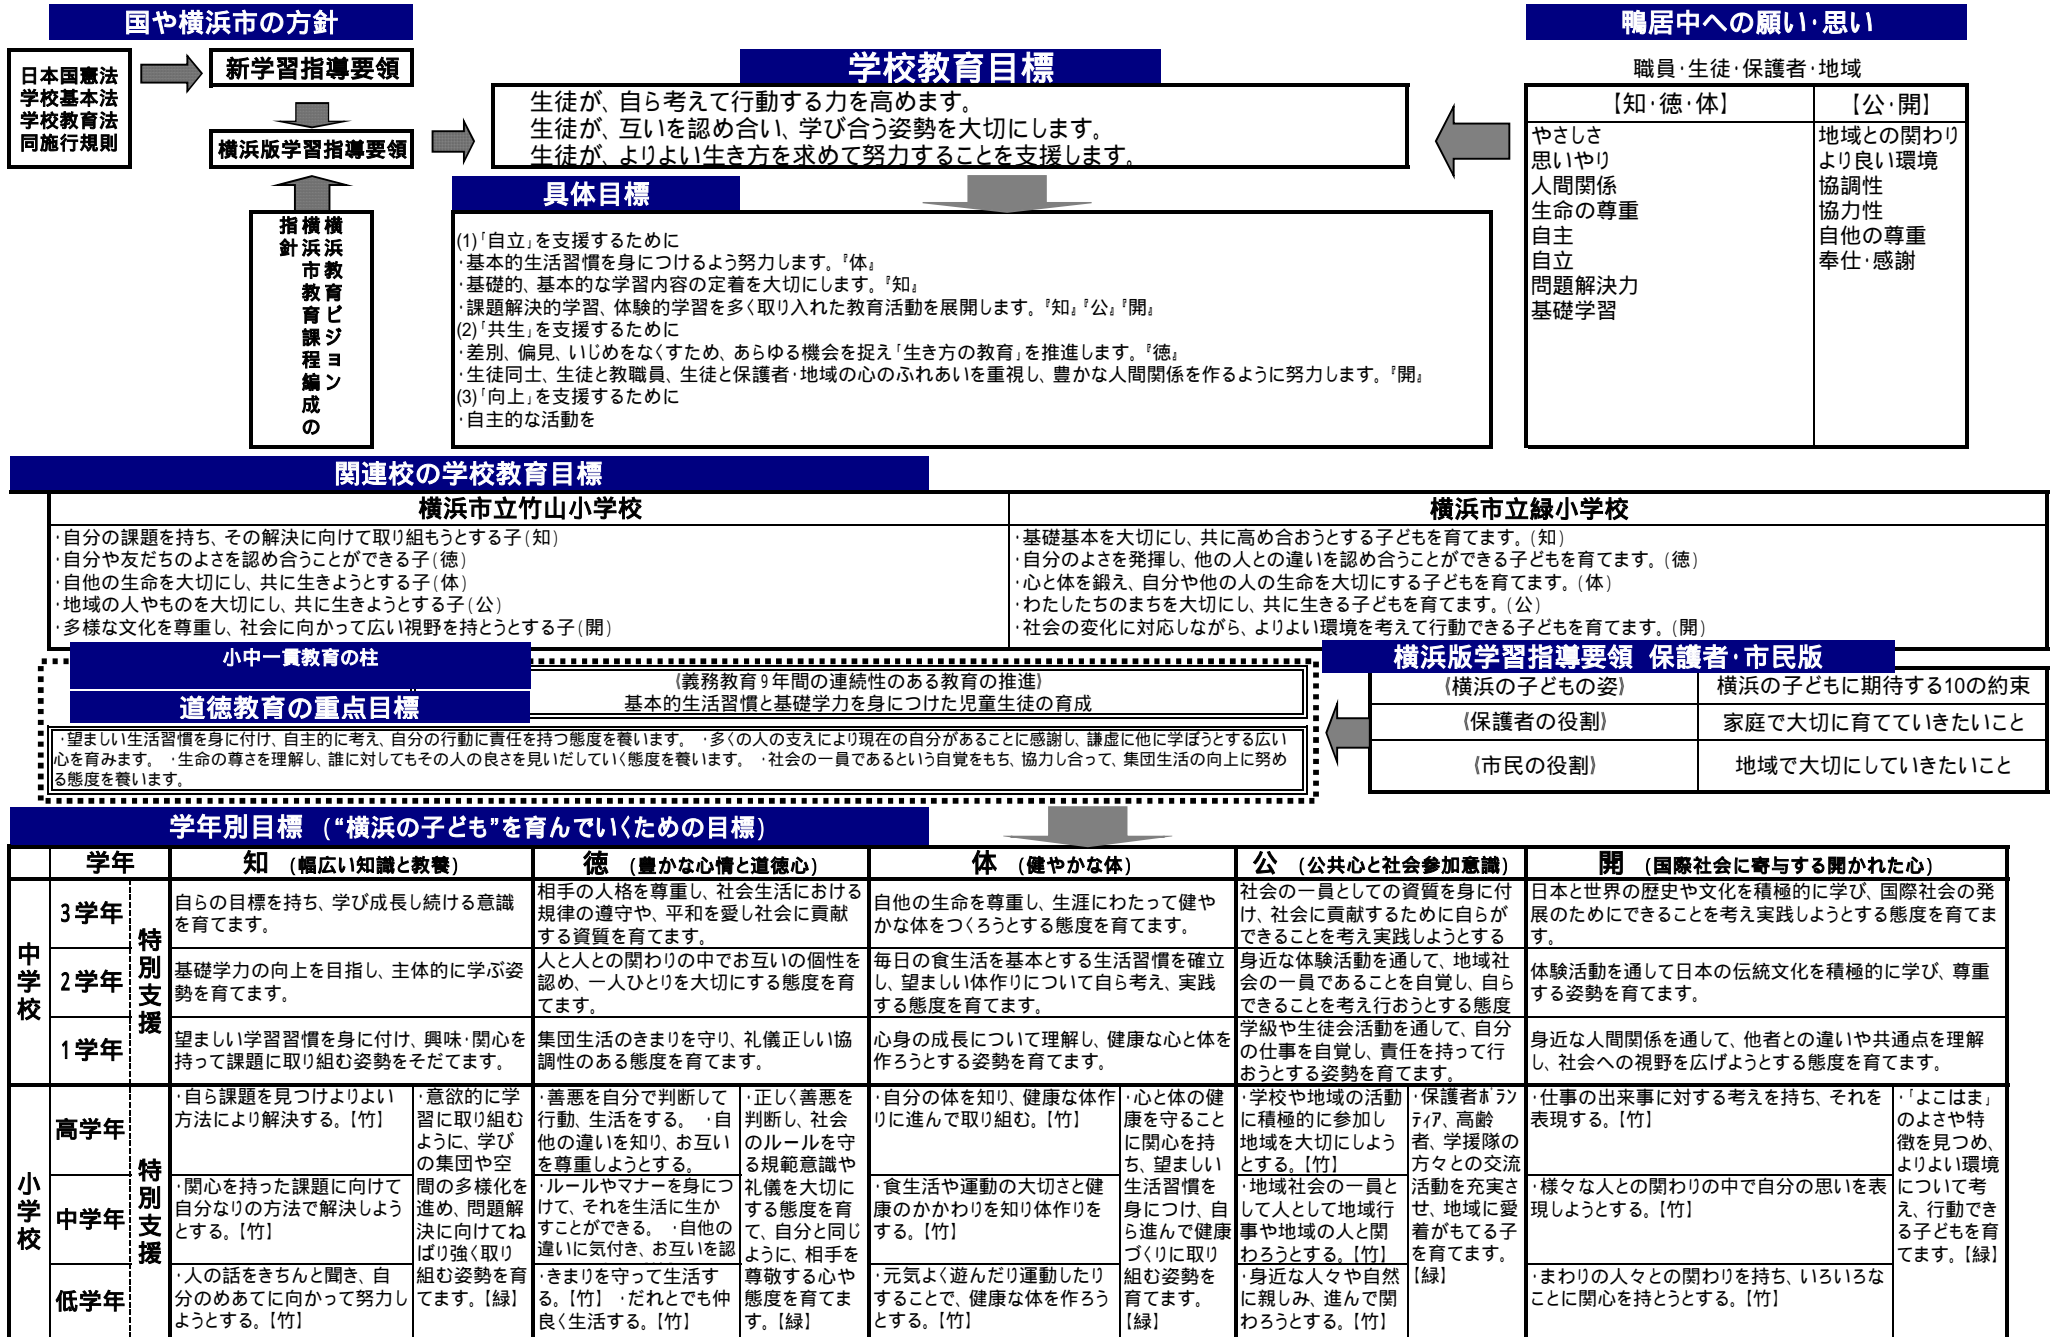 国や横浜市の方針
日本国憲法
学校基本法
学校教育法
同施行規則
新学習指導要領
横浜版学習指導要領
横浜教育ビジョン
横浜市教育課程編成の
指針
学校教育目標
生徒が、自ら考えて行動する力を高めます。
生徒が、互いを認め合い、学び合う姿勢を大切にします。
生徒が、よりよい生き方を求めて努力することを支援します。
具体目標
(1)「自立」を支援するために
・基本的生活習慣を身につけるよう努力します。『体』
・基礎的、基本的な学習内容の定着を大切にします。『知』
・課題解決的学習、体験的学習を多く取り入れた教育活動を展開します。『知』『公』『開』
(2)「共生」を支援するために
・差別、偏見、いじめをなくすため、あらゆる機会を捉え「生き方の教育」を推進します。『徳』
・生徒同士、生徒と教職員、生徒と保護者・地域の心のふれあいを重視し、豊かな人間関係を作るように努力します。『開』
(3)「向上」を支援するために
・自主的な活動を
鴨居中への願い・思い
職員・生徒・保護者・地域
【知・徳・体】
やさしさ
思いやり
人間関係
生命の尊重
自主
自立
問題解決力
基礎学習
【公・開】
地域との関わり
より良い環境
協調性
協力性
自他の尊重
奉仕・感謝
関連校の学校教育目標
横浜市立竹山小学校
・自分の課題を持ち、その解決に向けて取り組もうとする子(知)
・自分や友だちのよさを認め合うことができる子(徳)
・自他の生命を大切にし、共に生きようとする子(体)
・地域の人やものを大切にし、共に生きようとする子(公)
・多様な文化を尊重し、社会に向かって広い視野を持とうとする子(開)
横浜市立緑小学校
・基礎基本を大切にし、共に高め合おうとする子どもを育てます。(知)
・自分のよさを発揮し、他の人との違いを認め合うことができる子どもを育てます。(徳)
・心と体を鍛え、自分や他の人の生命を大切にする子どもを育てます。(体)
・わたしたちのまちを大切にし、共に生きる子どもを育てます。(公)
・社会の変化に対応しながら、よりよい環境を考えて行動できる子どもを育てます。(開)
小中一貫教育の柱
《義務教育9年間の連続性のある教育の推進》
基本的生活習慣と基礎学力を身につけた児童生徒の育成
道徳教育の重点目標
・望ましい生活習慣を身に付け、自主的に考え、自分の行動に責任を持つ態度を養います。 ・多くの人の支えにより現在の自分があることに感謝し、謙虚に他に学ぼうとする広い
心を育みます。 ・生命の尊さを理解し、誰に対してもその人の良さを見いだしていく態度を養います。 ・社会の一員であるという自覚をもち、協力し合って、集団生活の向上に努め
る態度を養います。
横浜版学習指導要領 保護者・市民版
《横浜の子どもの姿》 横浜の子どもに期待する10の約束
《保護者の役割》 家庭で大切に育てていきたいこと
《市民の役割》 地域で大切にしていきたいこと
学年別目標 (“横浜の子ども”を育んでいくための目標)
学年
知 (幅広い知識と教養)
徳 (豊かな心情と道徳心)
体 (健やかな体)
公 (公共心と社会参加意識)
開 (国際社会に寄与する開かれた心)
中学校
特別支援
3学年
自らの目標を持ち、学び成長し続ける意識
を育てます。
相手の人格を尊重し、社会生活における
規律の遵守や、平和を愛し社会に貢献
する資質を育てます。
自他の生命を尊重し、生涯にわたって健や
かな体をつくろうとする態度を育てます。
社会の一員としての資質を身に付
け、社会に貢献するために自らが
できることを考え実践しようとする
日本と世界の歴史や文化を積極的に学び、国際社会の発
展のためにできることを考え実践しようとする態度を育てま
す。
2学年
基礎学力の向上を目指し、主体的に学ぶ姿
勢を育てます。
人と人との関わりの中でお互いの個性を
認め、一人ひとりを大切にする態度を育
てます。
毎日の食生活を基本とする生活習慣を確立
し、望ましい体作りについて自ら考え、実践
する態度を育てます。
身近な体験活動を通して、地域社
会の一員であることを自覚し、自ら
できることを考え行おうとする態度
体験活動を通して日本の伝統文化を積極的に学び、尊重
する姿勢を育てます。
1学年
望ましい学習習慣を身に付け、興味・関心を
持って課題に取り組む姿勢をそだてます。
集団生活のきまりを守り、礼儀正しい協
調性のある態度を育てます。
心身の成長について理解し、健康な心と体を
作ろうとする姿勢を育てます。
学級や生徒会活動を通して、自分
の仕事を自覚し、責任を持って行
おうとする姿勢を育てます。
身近な人間関係を通して、他者との違いや共通点を理解
し、社会への視野を広げようとする態度を育てます。
小学校
特別支援
高学年
・自ら課題を見つけよりよい
方法により解決する。【竹】
・意欲的に学
習に取り組む
ように、学び
の集団や空
間の多様化を
進め、問題解
決に向けてね
ばり強く取り
組む姿勢を育
てます。【緑】
・善悪を自分で判断して
行動、生活をする。 ・自
他の違いを知り、お互い
を尊重しようとする。
・正しく善悪を
判断し、社会
のルールを守
る規範意識や
礼儀を大切に
する態度を育
て、自分と同じ
ように、相手を
尊敬する心や
態度を育てま
す。【緑】
・自分の体を知り、健康な体作
りに進んで取り組む。【竹】
・心と体の健
康を守ること
に関心を持
ち、望ましい
生活習慣を
身につけ、自
ら進んで健康
づくりに取り
組む姿勢を
育てます。
【緑】
・学校や地域の活動
に積極的に参加し
地域を大切にしよう
とする。【竹】
・保護者ボラン
ティア、高齢
者、学援隊の
方々との交流
活動を充実さ
せ、地域に愛
着がもてる子
を育てます。
【緑】
・仕事の出来事に対する考えを持ち、それを
表現する。【竹】
・「よこはま」
のよさや特
徴を見つめ、
よりよい環境
について考
え、行動でき
る子どもを育
てます。【緑】
中学年
・関心を持った課題に向けて
自分なりの方法で解決しよう
とする。【竹】
・ルールやマナーを身につ
けて、それを生活に生か
すことができる。 ・自他の
違いに気付き、お互いを認
・食生活や運動の大切さと健
康のかかわりを知り体作りを
する。【竹】
・地域社会の一員と
して人として地域行
事や地域の人と関
わろうとする。【竹】
・様々な人との関わりの中で自分の思いを表
現しようとする。【竹】
低学年
・人の話をきちんと聞き、自
分のめあてに向かって努力し
ようとする。【竹】
・きまりを守って生活す
る。【竹】 ・だれとでも仲
良く生活する。【竹】
・元気よく遊んだり運動したり
することで、健康な体を作ろう
とする。【竹】
・身近な人々や自然
に親しみ、進んで関
わろうとする。【竹】
・まわりの人々との関わりを持ち、いろいろな
ことに関心を持とうとする。【竹】